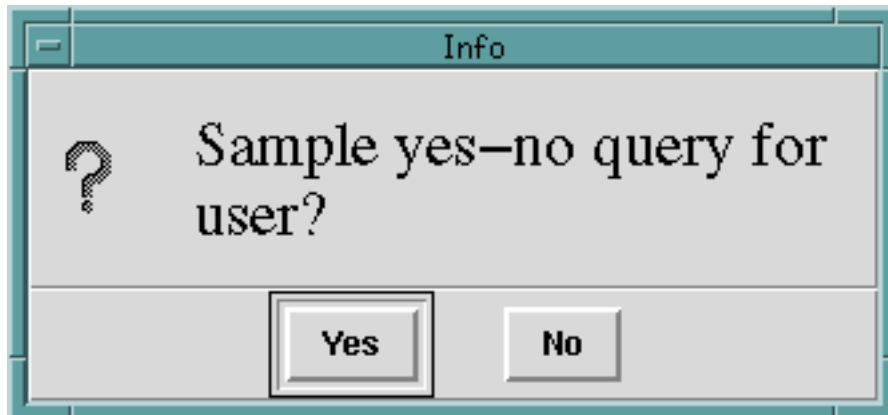 Info
Sample yes–no query for
user?
Yes No